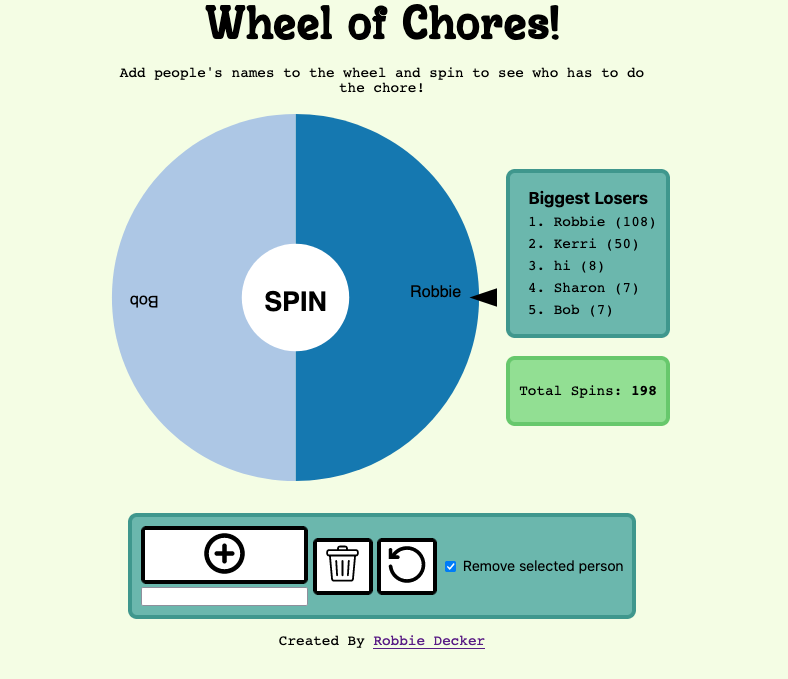 Wheel of Chores!
Add people's names to the wheel and spin to see who has to do
the chore!
Bob
SPIN
Robbie
Biggest Losers
1. Robbie (108)
2. Kerri (50)
3. hi (8)
4. Sharon (7)
5. Bob (7)
Total Spins: 198
Remove selected person
Created By Robbie Decker